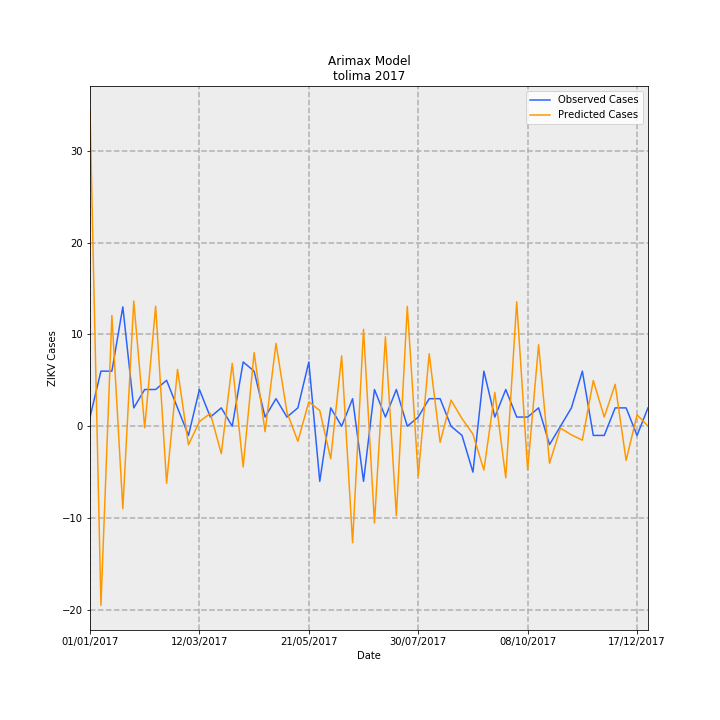 Arimax Model
tolima 2017
Observed Cases
Predicted Cases
ZIKV Cases
30
20
10
0
−10
−20
01/01/2017
12/03/2017
21/05/2017
30/07/2017
08/10/2017
17/12/2017
Date